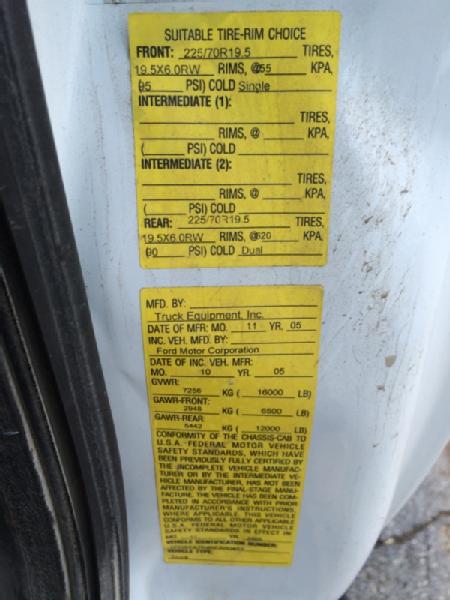 SUITABLE TIRE-RIM CHOICE
FRONT: 225/70R19.5 TIRES,
19.5X6.0RW RIMS, @655 KPA,
(95 PSI) COLD Single
INTERMEDIATE (1):
TIRES,
RIMS, @ KPA,
( PSI) COLD
INTERMEDIATE (2):
TIRES,
RIMS, @ KPA,
( PSI) COLD
REAR: 225/70R19.5 TIRES,
19.5X6.0RW RIMS, @620 KPA,
(90 PSI) COLD Dual
MFD. BY:
Truck Equipment, Inc.
DATE OF MFR: MO. 11 YR. 05
INC. VEH. MFD. BY:
Ford Motor Corporation
DATE OF INC. VEH. MFR:
MO. 10 YR. 05
GVWR:
7256 KG ( 16000 LB)
GAWR-FRONT:
2948 KG ( 6500 LB)
GAWR-REAR:
5442 KG ( 12000 LB)
CONFORMITY OF THE CHASSIS-CAB TO
U.S.A. FEDERAL MOTOR VEHICLE
SAFETY STANDARDS, WHICH HAVE
BEEN PREVIOUSLY FULLY CERTIFIED
BY THE INCOMPLETE VEHICLE MANUFAC-
TURER OR BY THE INTERMEDIATE VE-
HICLE MANUFACTURER, HAS NOT BEEN
AFFECTED BY THE FINAL-STAGE MANU-
FACTURE. THE VEHICLE HAS BEEN
COMPLETED IN ACCORDANCE WITH THE PRIOR
MANUFACTURER'S INSTRUCTIONS,
WHERE APPLICABLE. THIS VEHICLE
CONFORMS TO ALL OTHER APPLICABLE
U.S.A. FEDERAL MOTOR VEHICLE
SAFETY STANDARDS IN EFFECT IN
MO. 11 YR.
VEHICLE IDENTIFICATION NUMBER:
VEHICLE TYPE: